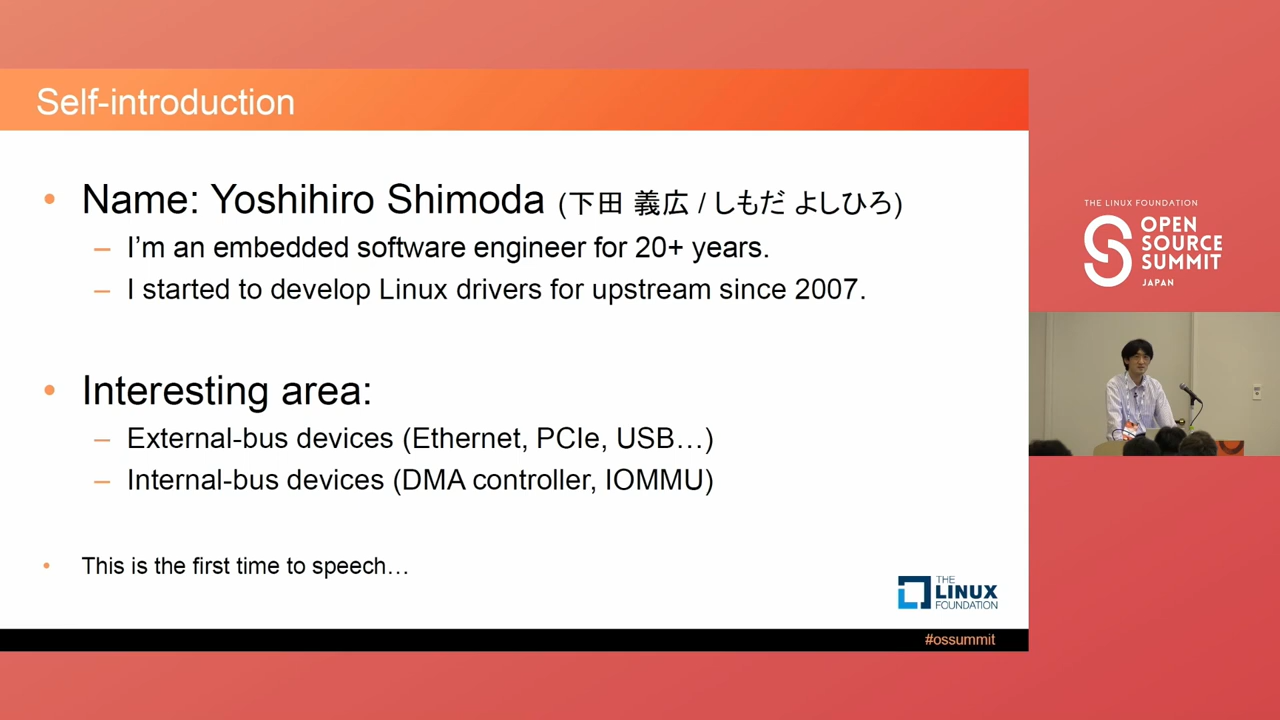 Self-introduction
• Name: Yoshihiro Shimoda (下田 義広 / しもだ よしひろ)
– I'm an embedded software engineer for 20+ years.
– I started to develop Linux drivers for upstream since 2007.
• Interesting area:
– External-bus devices (Ethernet, PCIe, USB…)
– Internal-bus devices (DMA controller, IOMMU)
• This is the first time to speech…
THE
LINUX
FOUNDATION
#ossummit
THE LINUX FOUNDATION
OPEN
SOURCE
SUMMIT
JAPAN